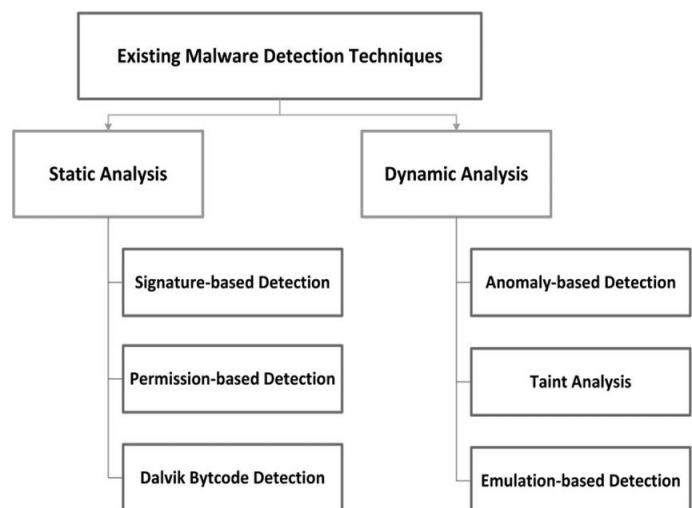 Existing Malware Detection Techniques
Static Analysis
Signature-based Detection
Permission-based Detection
Dalvik Bytcode Detection
Dynamic Analysis
Anomaly-based Detection
Taint Analysis
Emulation-based Detection